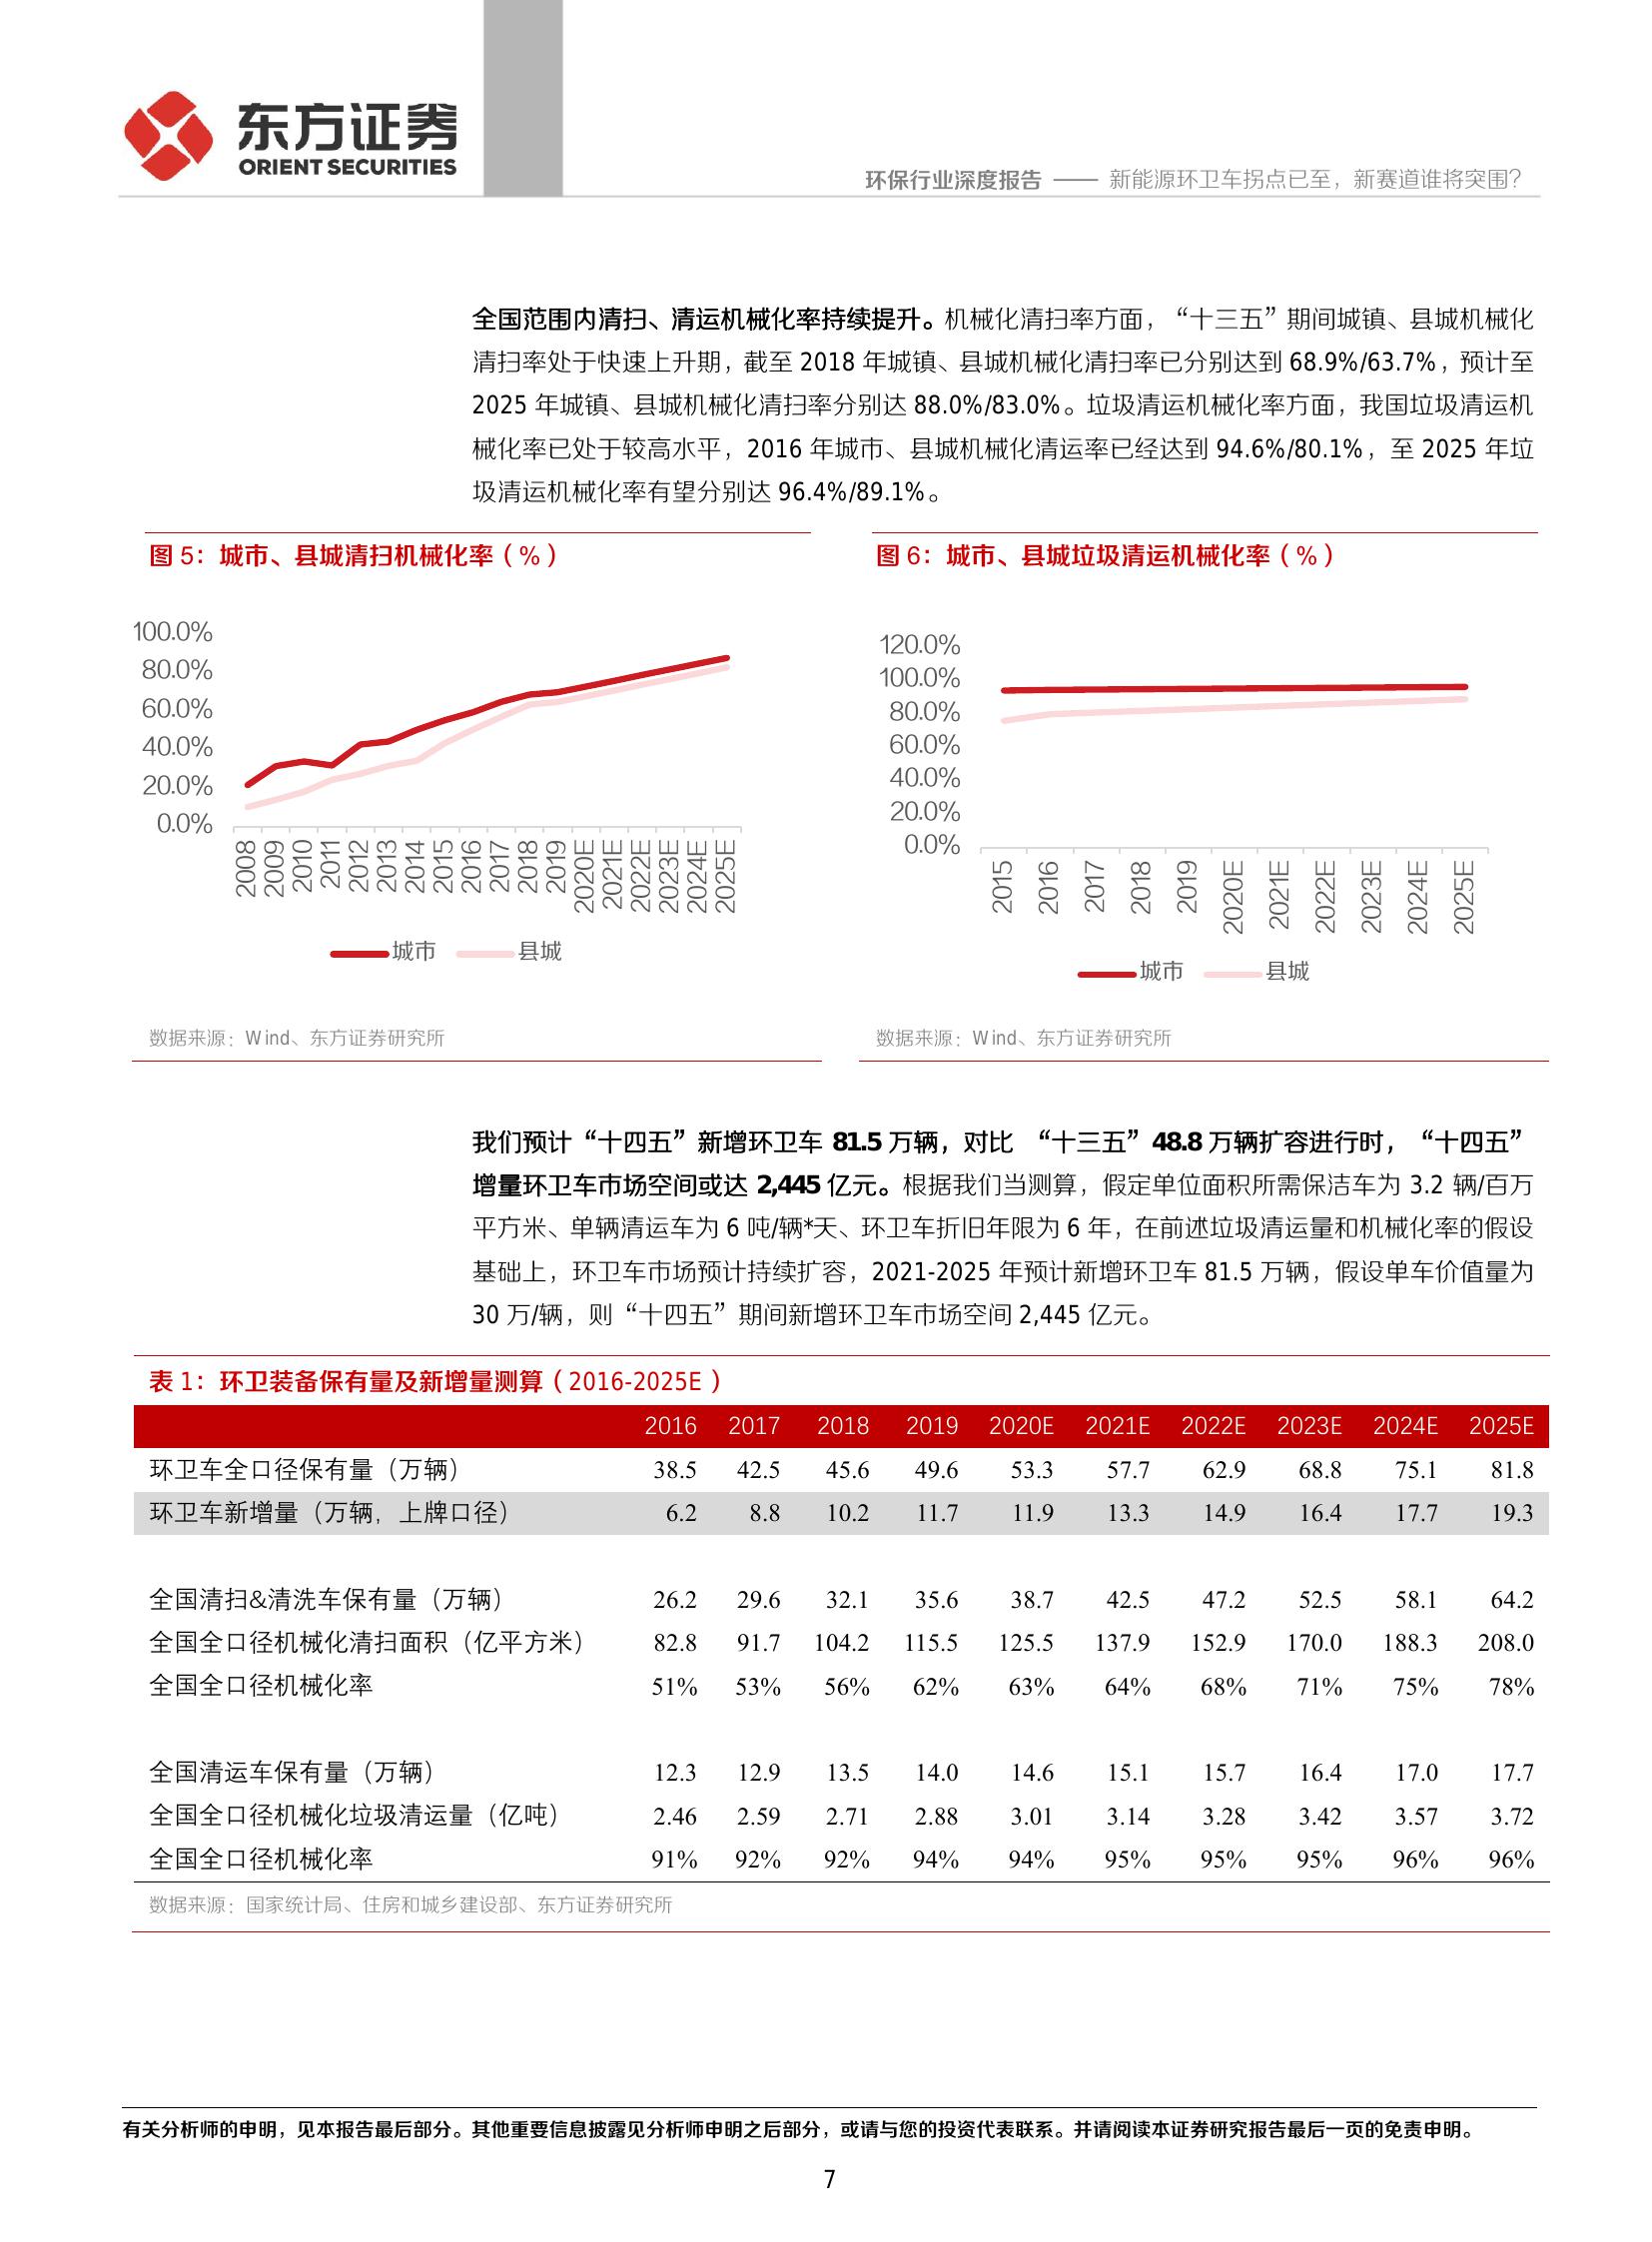 东方证券
ORIENT SECURITIES
环保行业深度报告 —— 新能源环卫车拐点已至，新赛道谁将突围？
全国范围内清扫、清运机械化率持续提升。机械化清扫率方面，“十三五”期间城镇、县城机械化
清扫率处于快速上升期，截至 2018 年城镇、县城机械化清扫率已分别达到 68.9%/63.7%，预计至
2025 年城镇、县城机械化清扫率分别达 88.0%/83.0%。垃圾清运机械化率方面，我国垃圾清运机
械化率已处于较高水平，2016 年城市、县城机械化清运率已经达到 94.6%/80.1%，至 2025 年垃
圾清运机械化率有望分别达 96.4%/89.1%。
图 5：城市、县城清扫机械化率（%）
100.0%
80.0%
60.0%
40.0%
20.0%
0.0%
2008
2009
2010
2011
2012
2013
2014
2015
2016
2017
2018
2019
2020E
2021E
2022E
2023E
2024E
2025E
城市 县城
数据来源：Wind、东方证券研究所
图 6：城市、县城垃圾清运机械化率（%）
120.0%
100.0%
80.0%
60.0%
40.0%
20.0%
0.0%
2015
2016
2017
2018
2019
2020E
2021E
2022E
2023E
2024E
2025E
城市 县城
数据来源：Wind、东方证券研究所
我们预计“十四五”新增环卫车 81.5 万辆，对比 “十三五”48.8 万辆扩容进行时，“十四五”
增量环卫车市场空间或达 2,445 亿元。根据我们当测算，假定单位面积所需保洁车为 3.2 辆/百万
平方米、单辆清运车为 6 吨/辆*天、环卫车折旧年限为 6 年，在前述垃圾清运量和机械化率的假设
基础上，环卫车市场预计持续扩容，2021-2025 年预计新增环卫车 81.5 万辆，假设单车价值量为
30 万/辆，则“十四五”期间新增环卫车市场空间 2,445 亿元。
表 1：环卫装备保有量及新增量测算（2016-2025E）
2016 2017 2018 2019 2020E 2021E 2022E 2023E 2024E 2025E
环卫车全口径保有量（万辆） 38.5 42.5 45.6 49.6 53.3 57.7 62.9 68.8 75.1 81.8
环卫车新增量（万辆，上牌口径） 6.2 8.8 10.2 11.7 11.9 13.3 14.9 16.4 17.7 19.3
全国清扫&清洗车保有量（万辆） 26.2 29.6 32.1 35.6 38.7 42.5 47.2 52.5 58.1 64.2
全国全口径机械化清扫面积（亿平方米） 82.8 91.7 104.2 115.5 125.5 137.9 152.9 170.0 188.3 208.0
全国全口径机械化率 51% 53% 56% 62% 63% 64% 68% 71% 75% 78%
全国清运车保有量（万辆） 12.3 12.9 13.5 14.0 14.6 15.1 15.7 16.4 17.0 17.7
全国全口径机械化垃圾清运量（亿吨） 2.46 2.59 2.71 2.88 3.01 3.14 3.28 3.42 3.57 3.72
全国全口径机械化率 91% 92% 92% 94% 94% 95% 95% 95% 96% 96%
数据来源：国家统计局、住房和城乡建设部、东方证券研究所
有关分析师的申明，见本报告最后部分。其他重要信息披露见分析师申明之后部分，或请与您的投资代表联系。并请阅读本证券研究报告最后一页的免责申明。
7